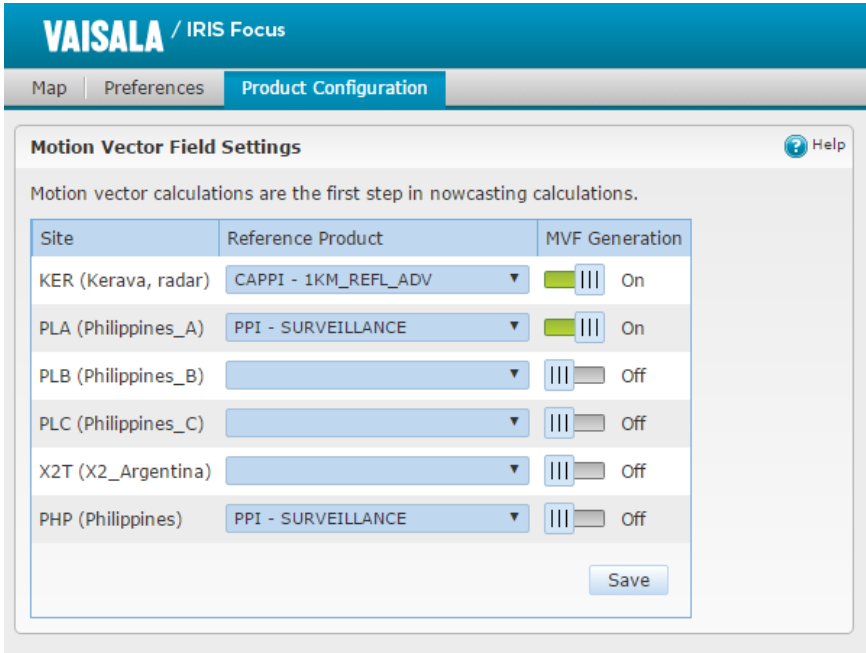 VAISALA / IRIS Focus
Map Preferences Product Configuration
Motion Vector Field Settings ? Help
Motion vector calculations are the first step in nowcasting calculations.
Site Reference Product MVF Generation
KER (Kerava, radar) CAPPI - 1KM_REFL_ADV On
PLA (Philippines_A) PPI - SURVEILLANCE On
PLB (Philippines_B) Off
PLC (Philippines_C) Off
X2T (X2_Argentina) Off
PHP (Philippines) PPI - SURVEILLANCE Off
Save